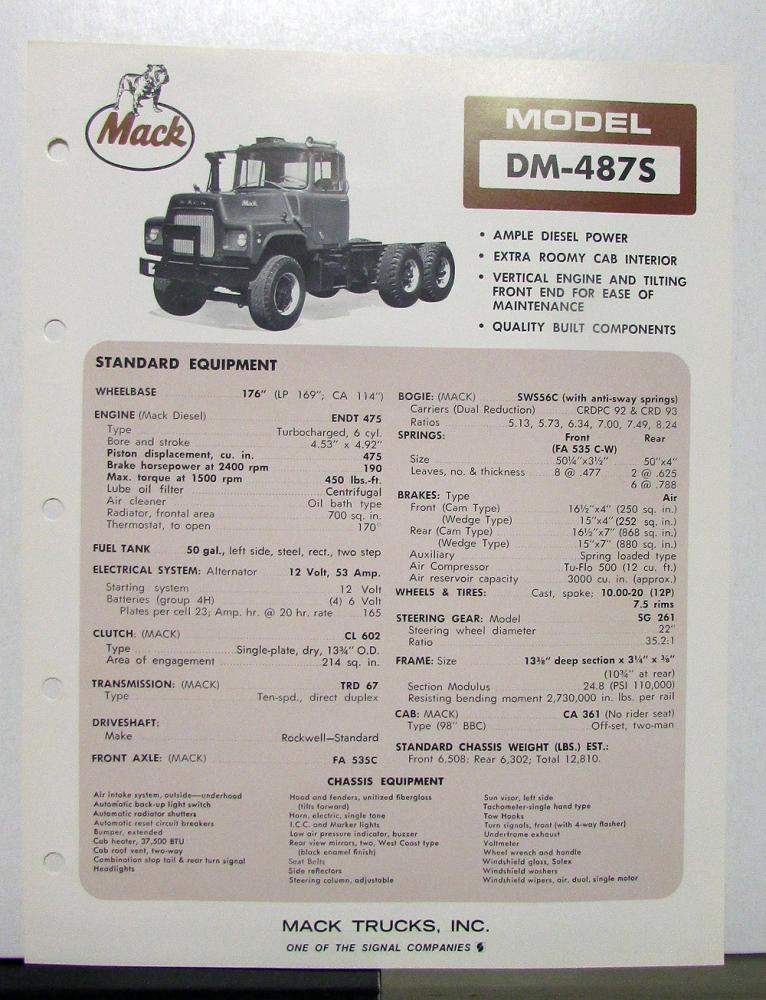 Mack
MODEL
DM-487S
• AMPLE DIESEL POWER
• EXTRA ROOMY CAB INTERIOR
• VERTICAL ENGINE AND TILTING
FRONT END FOR EASE OF
MAINTENANCE
• QUALITY BUILT COMPONENTS
MACK
Mack
STANDARD EQUIPMENT
WHEELBASE 176" (LP 169"; CA 114")
ENGINE (Mack Diesel) ENDT 475
Type Turbocharged, 6 cyl.
Bore and stroke 4.53" x 4.92"
Piston displacement, cu. in. 475
Brake horsepower at 2400 rpm 190
Max. torque at 1500 rpm 450 lbs.-ft.
Lube oil filter Centrifugal
Air cleaner Oil bath type
Radiator, frontal area 700 sq. in.
Thermostat, to open 170°
FUEL TANK 50 gal., left side, steel, rect., two step
ELECTRICAL SYSTEM: Alternator 12 Volt, 53 Amp.
Starting system 12 Volt
Batteries (group 4H) (4) 6 Volt
Plates per cell 23; Amp. hr. @ 20 hr. rate 165
CLUTCH: (MACK) CL 602
Type Single-plate, dry, 13¾" O.D.
Area of engagement 214 sq. in.
TRANSMISSION: (MACK) TRD 67
Type Ten-spd., direct duplex
DRIVESHAFT:
Make Rockwell—Standard
FRONT AXLE: (MACK) FA 535C
BOGIE: (MACK) SWS56C (with anti-sway springs)
Carriers (Dual Reduction) CRDPC 92 & CRD 93
Ratios 5.13, 5.73, 6.34, 7.00, 7.49, 8.24
SPRINGS: Front Rear
(FA 535 C-W)
Size 50¼"x3½" 50"x4"
Leaves, no. & thickness 8 @ .477 2 @ .625
6 @ .788
BRAKES: Type Air
Front (Cam Type) 16½"x4" (250 sq. in.)
(Wedge Type) 15"x4" (252 sq. in.)
Rear (Cam Type) 16½"x7" (868 sq. in.)
(Wedge Type) 15"x7" (880 sq. in.)
Auxiliary Spring loaded type
Air Compressor Tu-Flo 500 (12 cu. ft.)
Air reservoir capacity 3000 cu. in. (approx.)
WHEELS & TIRES: Cast, spoke; 10.00-20 (12P)
7.5 rims
STEERING GEAR: Model SG 261
Steering wheel diameter 22"
Ratio 35.2:1
FRAME: Size 13⅜" deep section x 3¼" x ⅜"
(10¾" at rear)
Section Modulus 24.8 (PSI 110,000)
Resisting bending moment 2,730,000 in. lbs. per rail
CAB: MACK) CA 361 (No rider seat)
Type (98" BBC) Off-set, two-man
STANDARD CHASSIS WEIGHT (LBS.) EST.:
Front 6,508; Rear 6,302; Total 12,810.
CHASSIS EQUIPMENT
Air intake system, outside—underhood
Automatic back-up light switch
Automatic radiator shutters
Automatic reset circuit breakers
Bumper, extended
Cab heater, 37,500 BTU
Cab roof vent, two-way
Combination stop tail & rear turn signal
Headlights
Hood and fenders, unitized fiberglass
(tilts forward)
Horn, electric, single tone
I.C.C. and Marker lights
Low air pressure indicator, buzzer
Rear view mirrors, two, West Coast type
(black enamel finish)
Seat Belts
Side reflectors
Steering column, adjustable
Sun visor, left side
Tachometer-single hand type
Tow Hooks
Turn signals, front (with 4-way flasher)
Underframe exhaust
Voltmeter
Wheel wrench and handle
Windshield glass, Solex
Windshield washers
Windshield wipers, air, dual, single motor
MACK TRUCKS, INC.
ONE OF THE SIGNAL COMPANIES